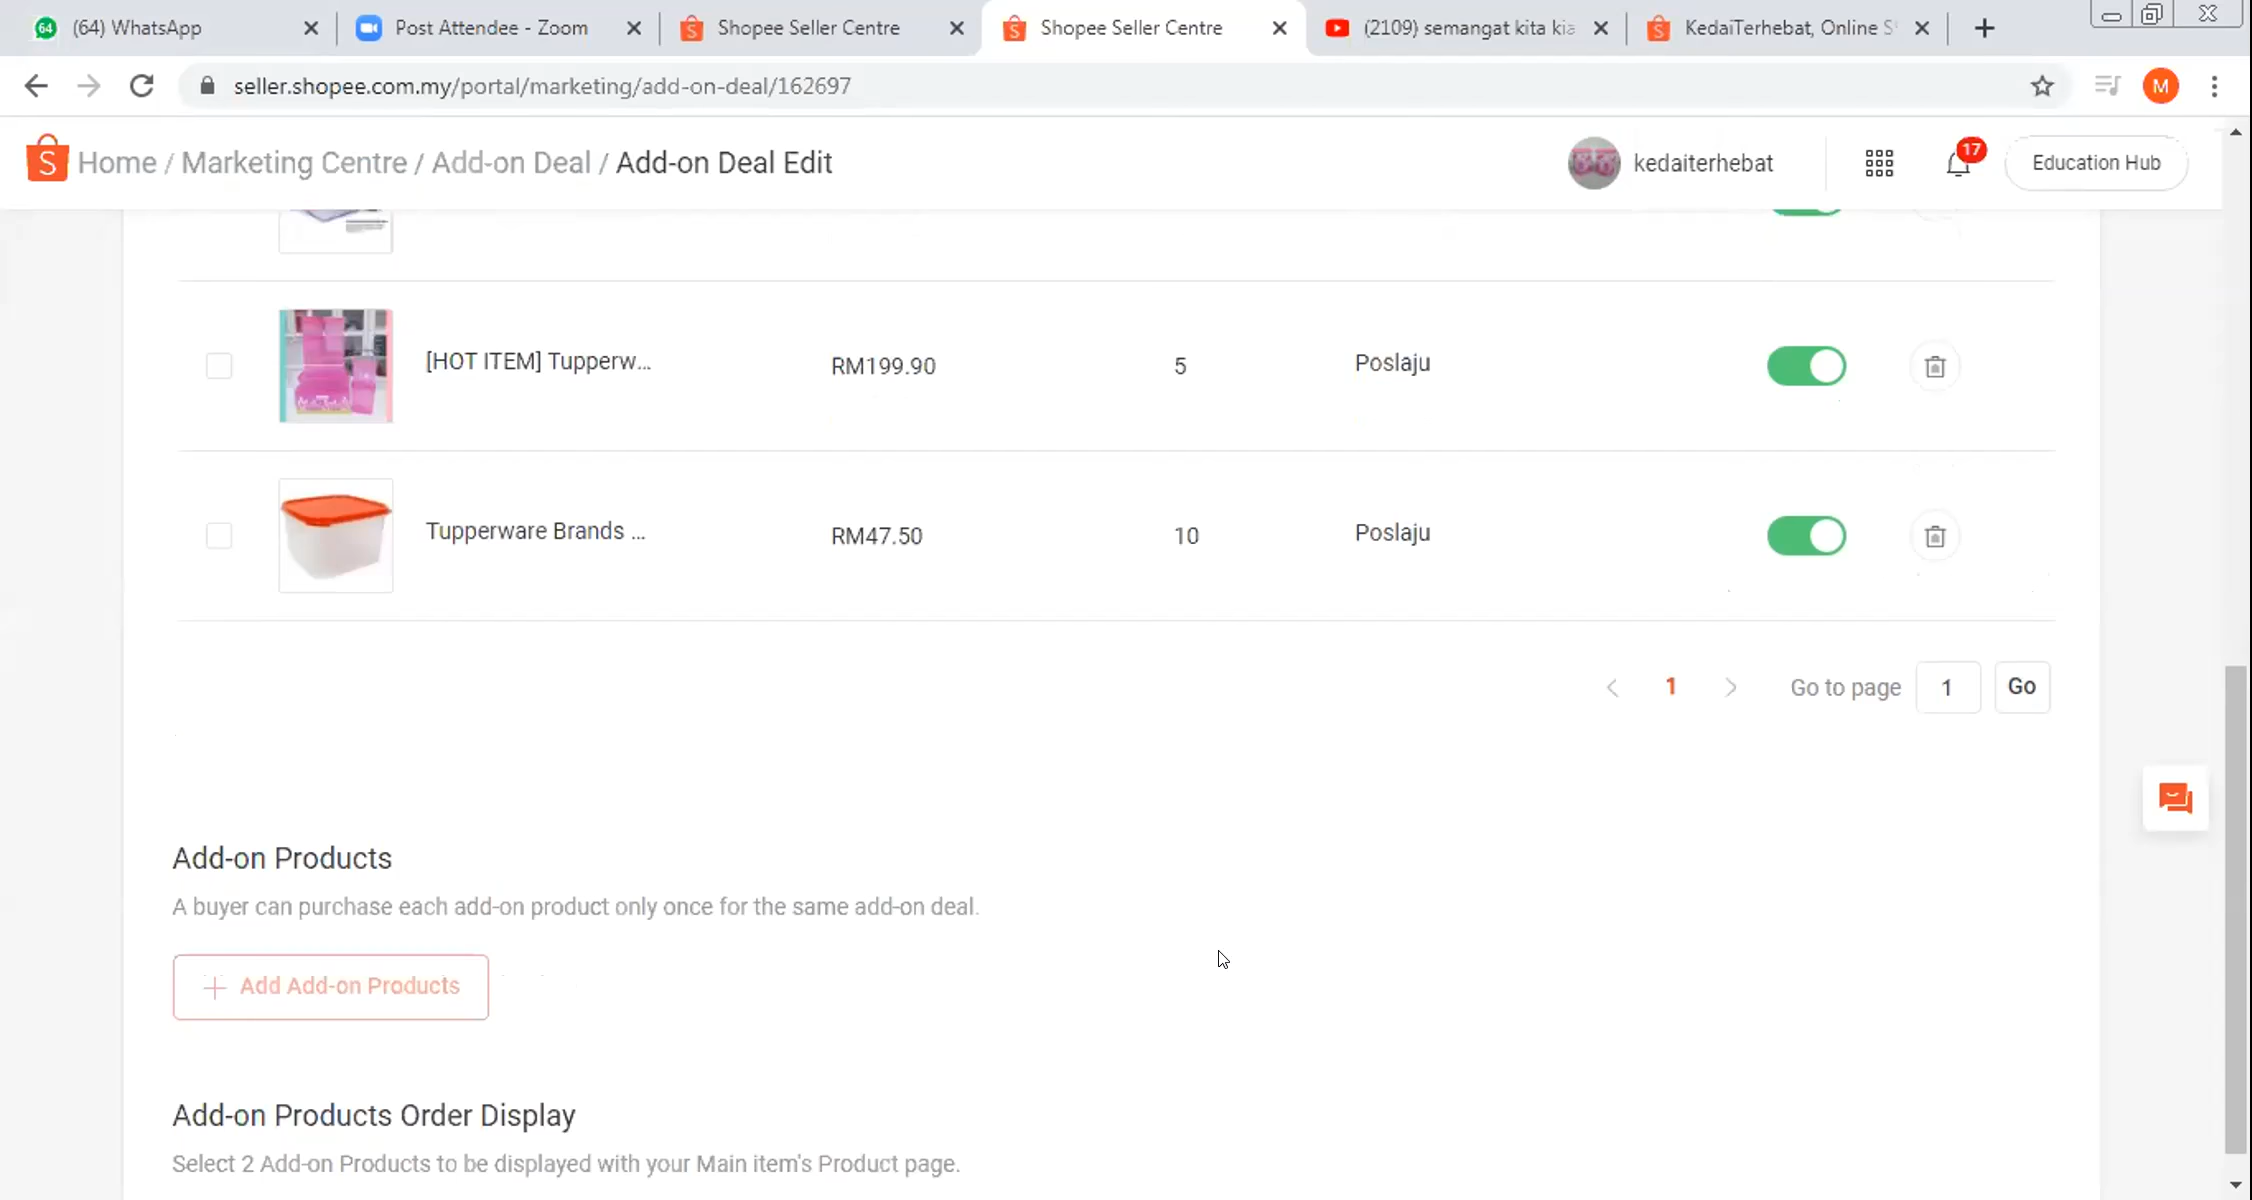 64 (64) WhatsApp
Post Attendee - Zoom
Shopee Seller Centre
Shopee Seller Centre
(2109) semangat kita kia
KedaiTerhebat, Online
seller.shopee.com.my/portal/marketing/add-on-deal/162697
M
Home / Marketing Centre / Add-on Deal / Add-on Deal Edit
kedaiterhebat
17
Education Hub
[HOT ITEM] Tupperw... RM199.90 5 Poslaju
Tupperware Brands ... RM47.50 10 Poslaju
1 Go to page 1 Go
Add-on Products
A buyer can purchase each add-on product only once for the same add-on deal.
+ Add Add-on Products
Add-on Products Order Display
Select 2 Add-on Products to be displayed with your Main item's Product page.